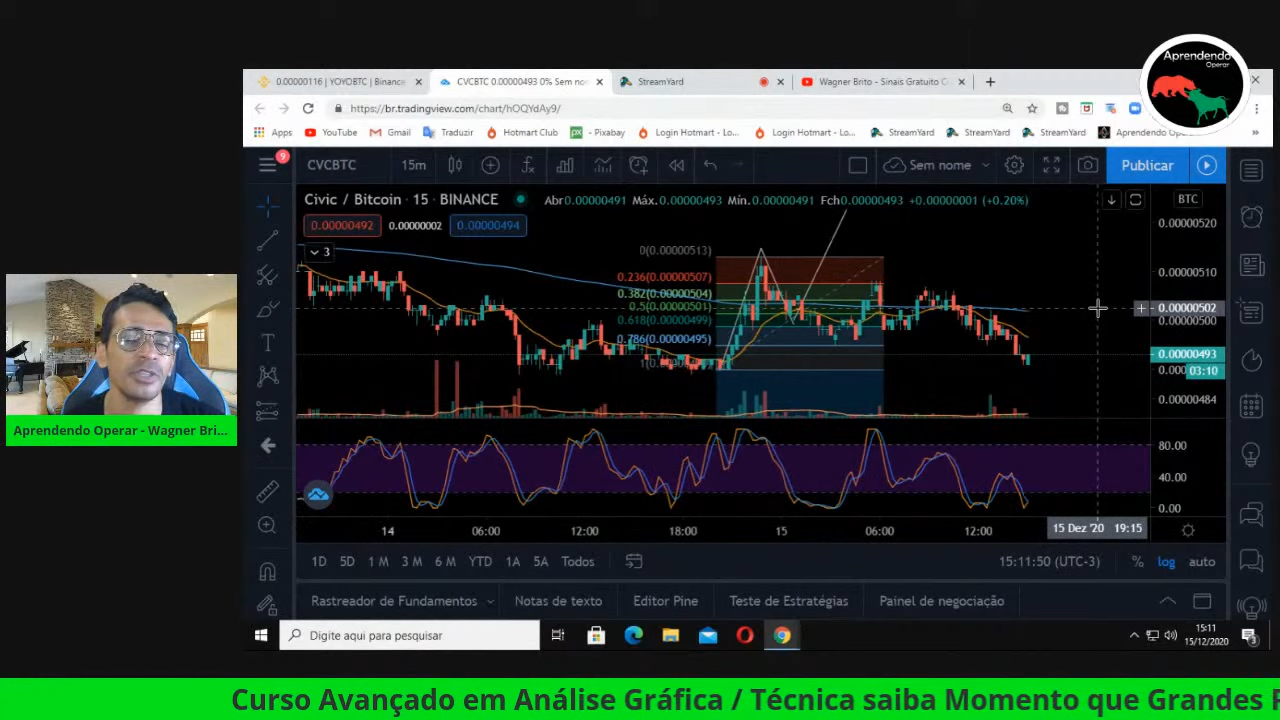 Aprendendo
Operar
0.00000116 | YOYOBTC | Binance
CVCBTC 0.00000493 0% Sem no
StreamYard
Wagner Brito - Sinais Gratuito C
https://br.tradingview.com/chart/hOQYdAy9/
Apps
YouTube
Gmail
Traduzir
Hotmart Club
- Pixabay
Login Hotmart - Lo...
Login Hotmart - Lo...
StreamYard
StreamYard
StreamYard
Aprendendo Oper...
9
CVCBTC
15m
Sem nome
Publicar
Civic / Bitcoin · 15 · BINANCE
Abr0.00000491 Máx.0.00000493 Mín.0.00000491 Fch0.00000493 +0.00000001 (+0.20%)
BTC
0.00000492
0.00000002
0.00000494
3
0(0.00000513)
0.236(0.00000507)
0.382(0.00000504)
0.5(0.00000501)
0.618(0.00000499)
0.786(0.00000495)
0.00000520
0.00000510
0.00000502
0.00000500
0.00000493
03:10
0.00000484
80.00
40.00
0.00
14
06:00
12:00
18:00
15
06:00
12:00
15 Dez '20 19:15
1D
5D
1 M
3 M
6 M
YTD
1A
5A
Todos
15:11:50 (UTC-3)
%
log
auto
Rastreador de Fundamentos
Notas de texto
Editor Pine
Teste de Estratégias
Painel de negociação
Digite aqui para pesquisar
15:11
15/12/2020
3
Aprendendo Operar - Wagner Bri...
Curso Avançado em Análise Gráfica / Técnica saiba Momento que Grandes